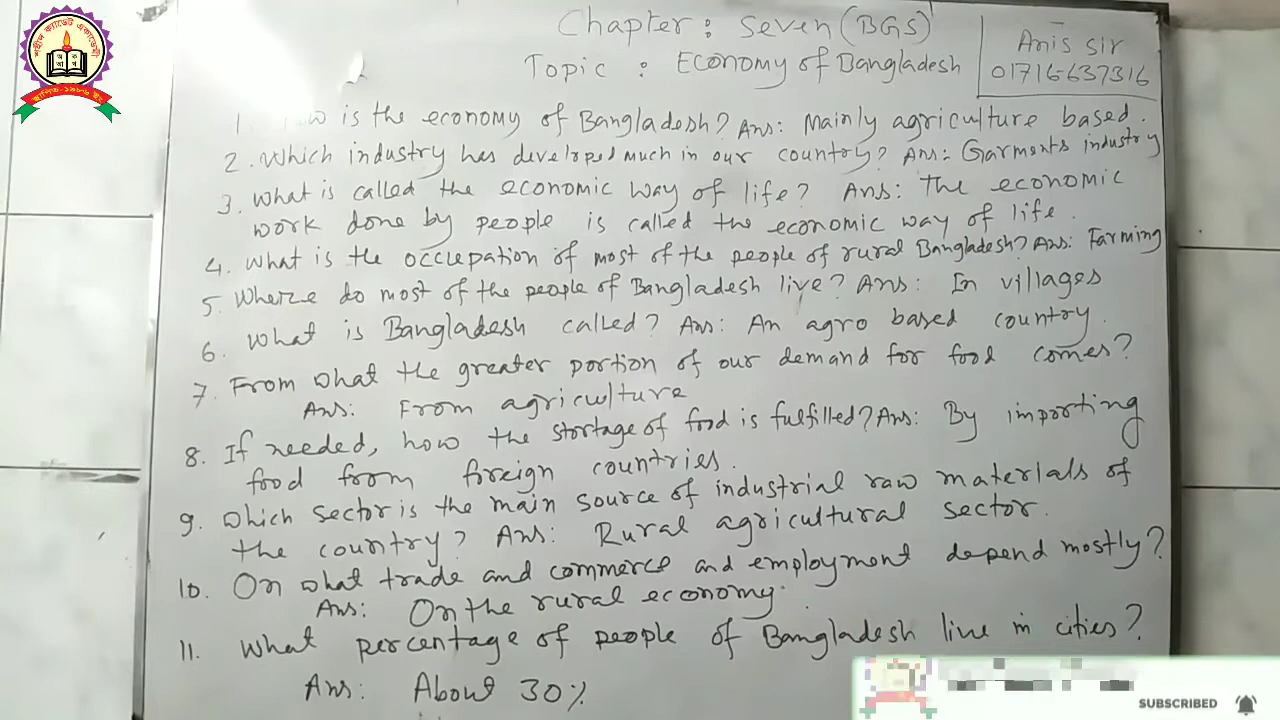 Chapter : Seven (BGS)
Topic : Economy of Bangladesh
Anis sir
01716-637316
1. How is the economy of Bangladesh? Ans: Mainly agriculture based.
2. Which industry has developed much in our country? Ans: Garments industry
3. What is called the economic way of life? Ans: The economic
work done by people is called the economic way of life.
4. What is the occupation of most of the people of rural Bangladesh? Ans: Farming
5. Where do most of the people of Bangladesh live? Ans: In villages
6. What is Bangladesh called? Ans: An agro based country.
7. From what the greater portion of our demand for food comes?
Ans: From agriculture
8. If needed, how the stortage of food is fulfilled? Ans: By importing
food from foreign countries.
9. Which sector is the main source of industrial raw materials of
the country? Ans: Rural agricultural sector.
10. On what trade and commerce and employment depend mostly?
Ans: On the rural economy.
11. What percentage of people of Bangladesh live in cities?
Ans: About 30%
SUBSCRIBED